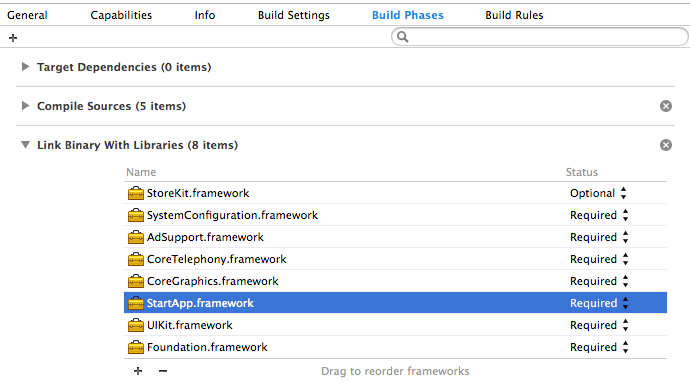 General Capabilities Info Build Settings Build Phases Build Rules
Target Dependencies (0 items)
Compile Sources (5 items)
Link Binary With Libraries (8 items)
Name Status
StoreKit.framework Optional
SystemConfiguration.framework Required
AdSupport.framework Required
CoreTelephony.framework Required
CoreGraphics.framework Required
StartApp.framework Required
UIKit.framework Required
Foundation.framework Required
Drag to reorder frameworks